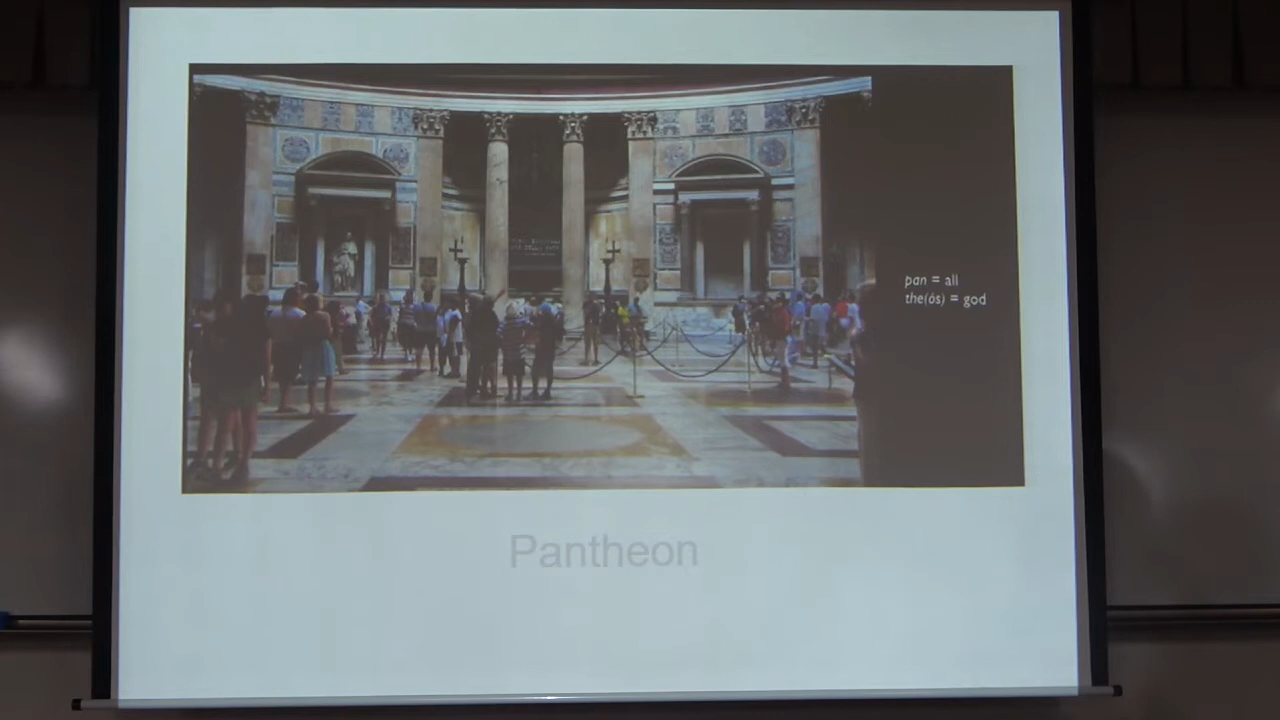 pan = all
the(ós) = god
Pantheon